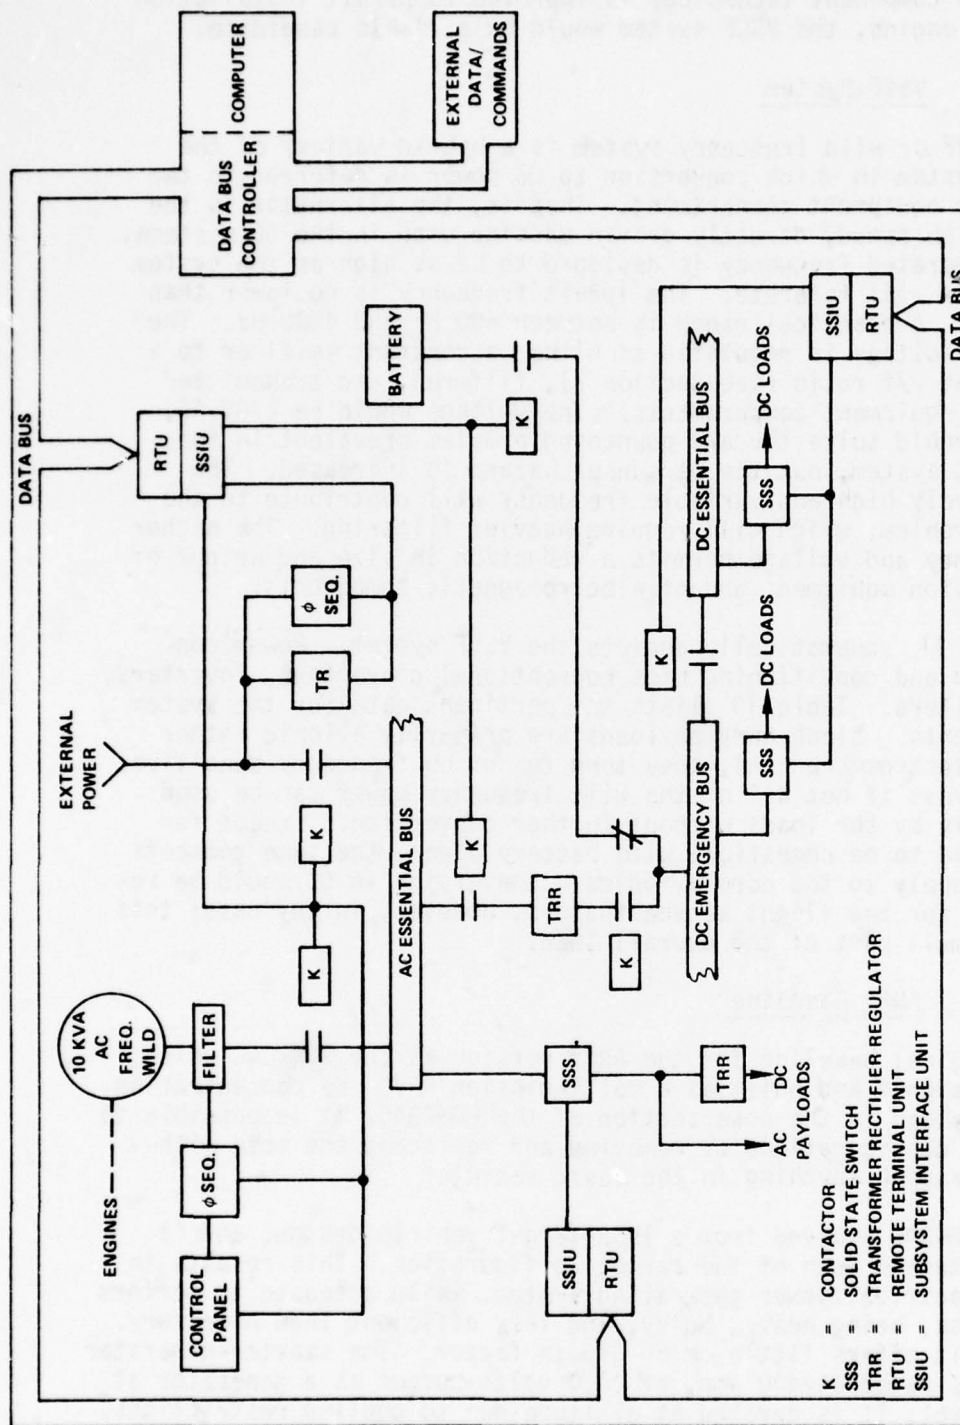 DATA BUS
COMPUTER
DATA BUS
CONTROLLER
EXTERNAL
DATA/
COMMANDS
RTU
SSIU
BATTERY
K
EXTERNAL
POWER
TR
φ
SEQ.
K
K
10 KVA
AC
FREQ.
WILD
ENGINES
FILTER
φ SEQ.
CONTROL
PANEL
AC ESSENTIAL BUS
K
TRR
K
K
DC ESSENTIAL BUS
DC EMERGENCY BUS
SSS
DC LOADS
SSS
DC LOADS
SSIU
RTU
DATA BUS
SSS
TRR
AC
PAYLOADS
DC
SSIU
RTU
K CONTACTOR
SSS = SOLID STATE SWITCH
TRR = TRANSFORMER RECTIFIER REGULATOR
RTU = REMOTE TERMINAL UNIT
SSIU = SUBSYSTEM INTERFACE UNIT